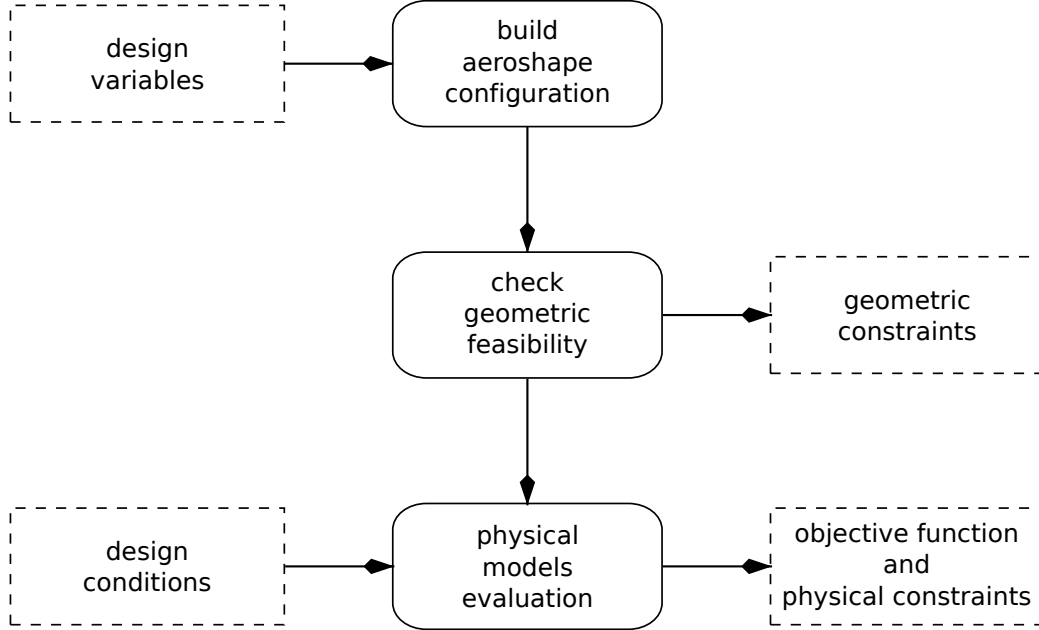 design
variables
build
aeroshape
configuration
check
geometric
feasibility
geometric
constraints
design
conditions
physical
models
evaluation
objective function
and
physical constraints